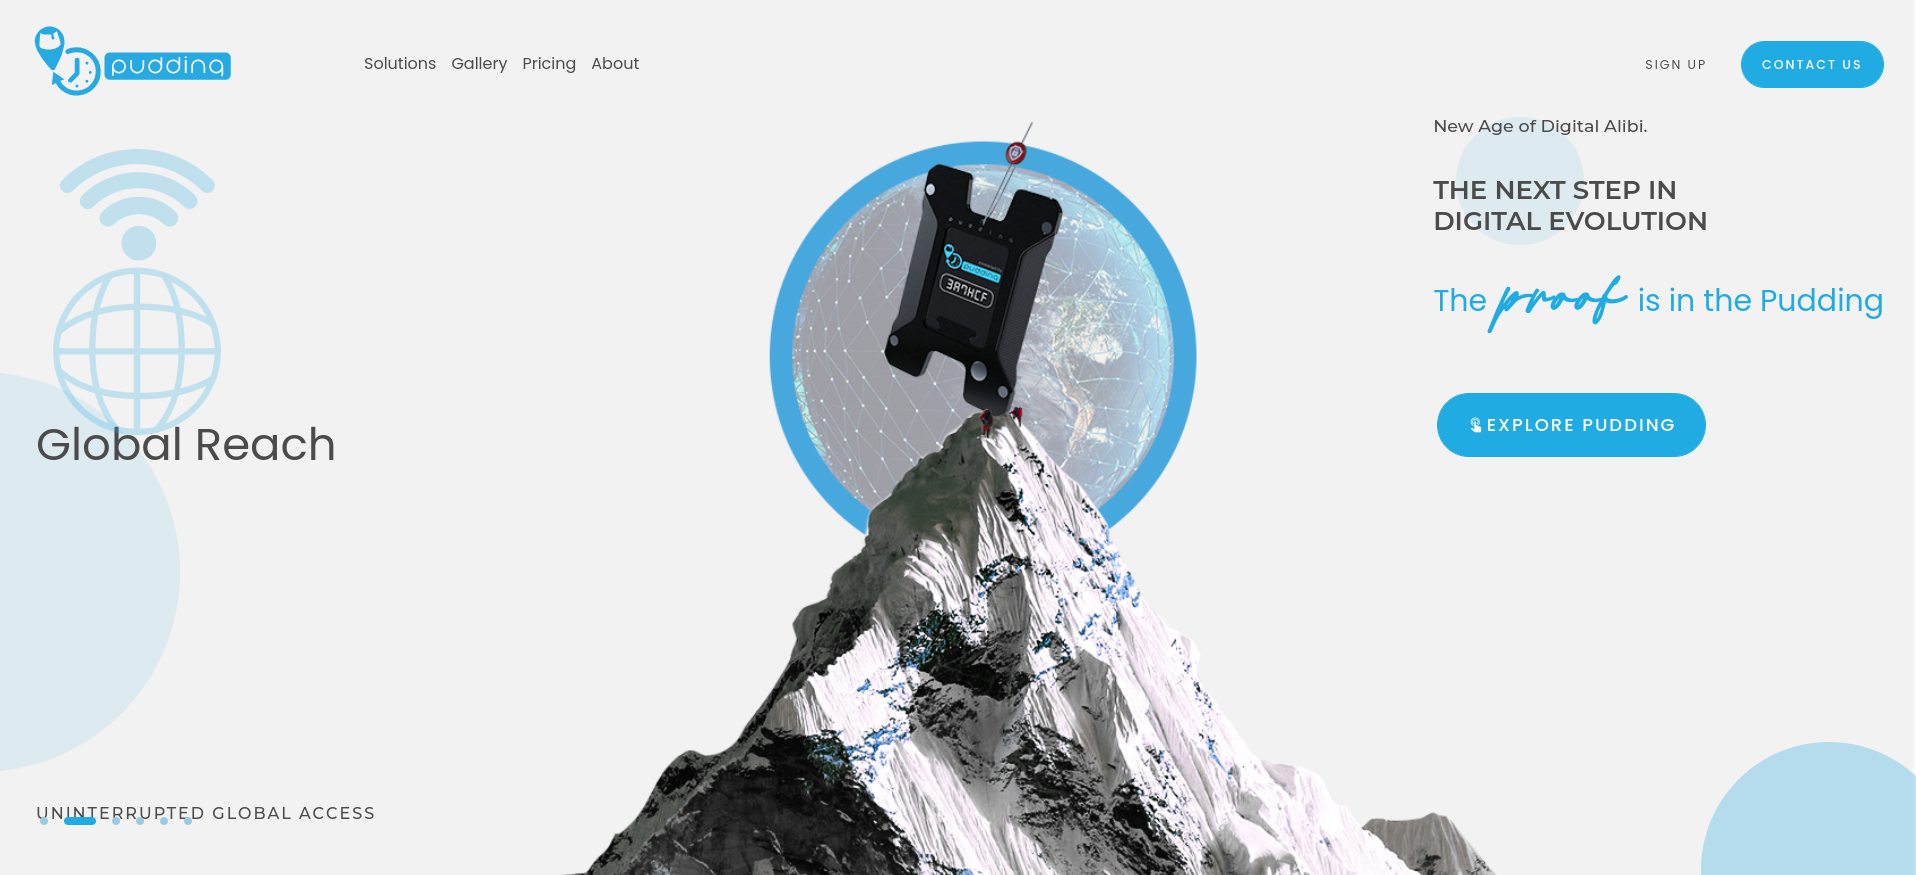 pudding
Solutions Gallery Pricing About
SIGN UP
CONTACT US
New Age of Digital Alibi.
THE NEXT STEP IN
DIGITAL EVOLUTION
The proof is in the Pudding
EXPLORE PUDDING
PUDDING
pudding
Global Reach
UNINTERRUPTED GLOBAL ACCESS